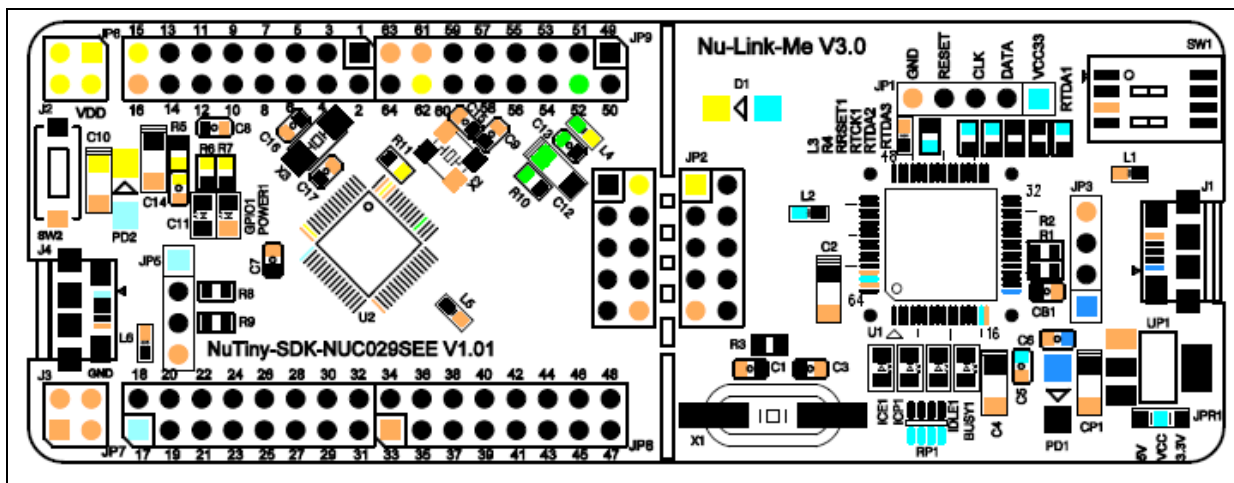 JP6
15 13 11 9 7 5 3 1
63 61 59 57 55 53 51 49
JP9
Nu-Link-Me V3.0
SW1
GND
RESET
CLK
DATA
VCC33
JP1
RTDA1
D1
J2
VDD
16 14 12 10 8 6 4 2
64 62 60 58 56 54 52 50
C10
R5
C8
R6
R7
C16
X3
C17
R11
C9
X2
C13
L4
R10
C12
L3
R4
RRSET1
RTCK1
RTDA2
RTDA3
48
32
JP2
L1
J1
JP3
SW2
PD2
C14
C11
GPIO1
POWER1
L2
C2
R2
R1
J4
JP5
C7
R8
R9
U2
L5
64
CB1
16
U1
L6
GND
NuTiny-SDK-NUC029SEE V1.01
R3
C1
C3
C6
UP1
J3
18 20 22 24 26 28 30 32
34 36 38 40 42 44 46 48
X1
ICE1
ICP1
IDLE1
BUSY1
RP1
C4
C5
PD1
CP1
JPR1
JP7
17 19 21 23 25 27 29 31
33 35 37 39 41 43 45 47
JP8
5V
VCC
3.3V